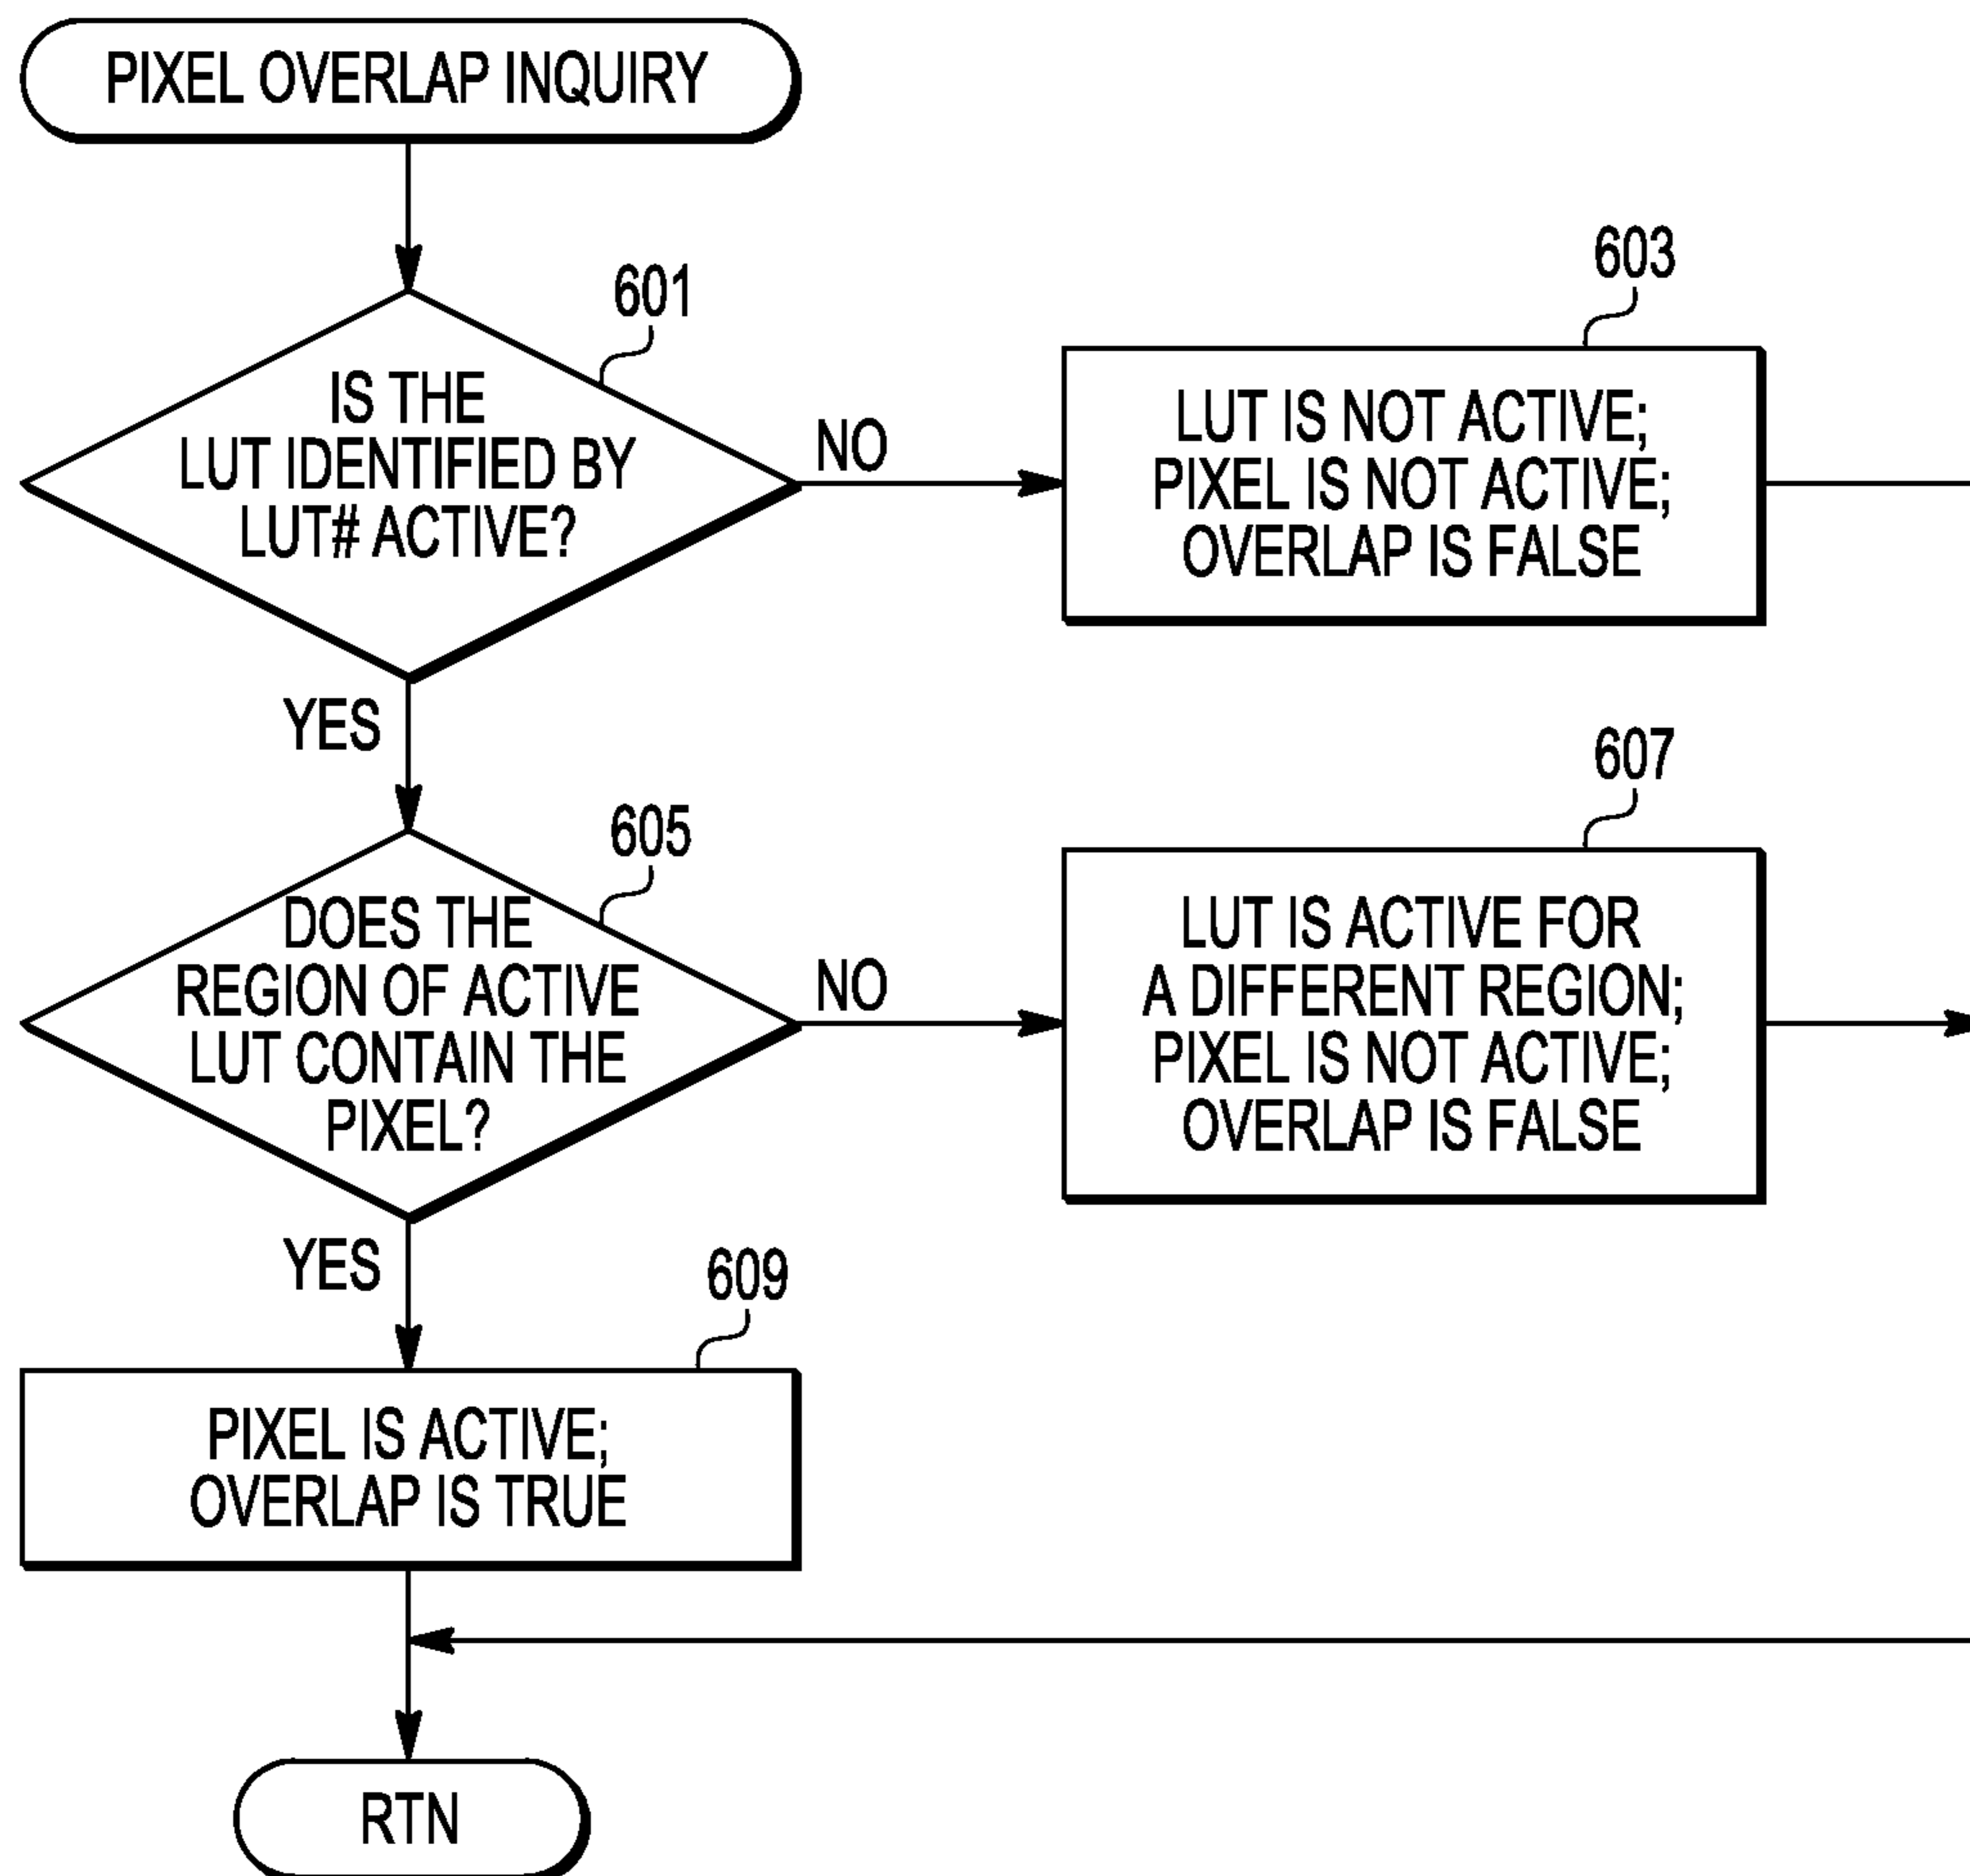 PIXEL OVERLAP INQUIRY
601
IS THE
LUT IDENTIFIED BY
LUT# ACTIVE?
NO
603
LUT IS NOT ACTIVE;
PIXEL IS NOT ACTIVE;
OVERLAP IS FALSE
YES
605
DOES THE
REGION OF ACTIVE
LUT CONTAIN THE
PIXEL?
NO
607
LUT IS ACTIVE FOR
A DIFFERENT REGION;
PIXEL IS NOT ACTIVE;
OVERLAP IS FALSE
YES
609
PIXEL IS ACTIVE;
OVERLAP IS TRUE
RTN